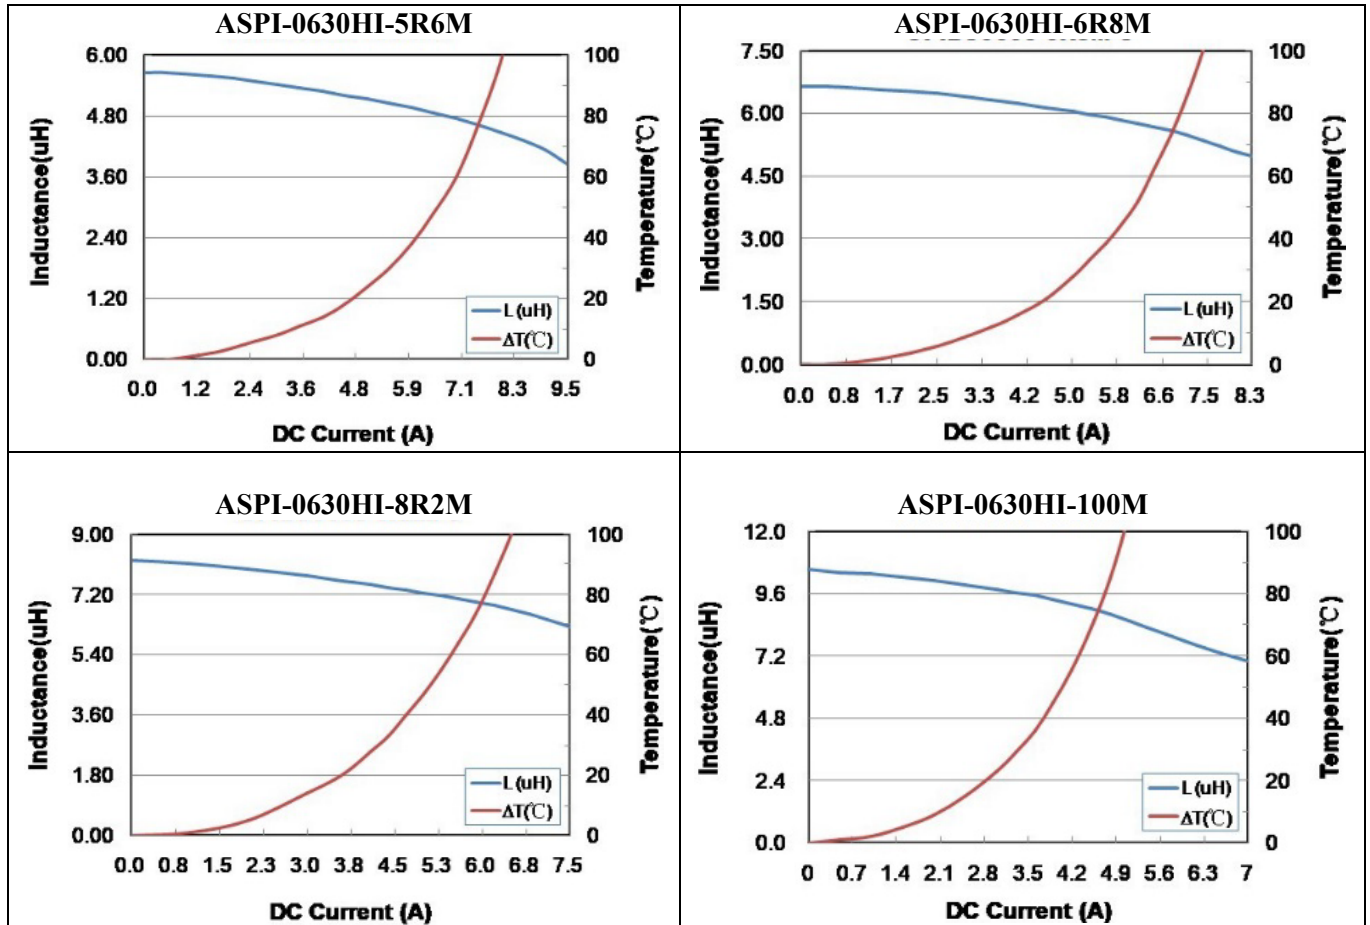 ASPI-0630HI-5R6M
6.00
4.80
3.60
2.40
1.20
0.00
Inductance(uH)
100
80
60
40
20
0
Temperature(℃)
L(uH)
ΔT(℃)
0.0 1.2 2.4 3.6 4.8 5.9 7.1 8.3 9.5
DC Current (A)
ASPI-0630HI-6R8M
7.50
6.00
4.50
3.00
1.50
0.00
Inductance(uH)
100
80
60
40
20
0
Temperature(℃)
L(uH)
ΔT(℃)
0.0 0.8 1.7 2.5 3.3 4.2 5.0 5.8 6.6 7.5 8.3
DC Current (A)
ASPI-0630HI-8R2M
9.00
7.20
5.40
3.60
1.80
0.00
Inductance(uH)
100
80
60
40
20
0
Temperature(℃)
L(uH)
ΔT(℃)
0.0 0.8 1.5 2.3 3.0 3.8 4.5 5.3 6.0 6.8 7.5
DC Current (A)
ASPI-0630HI-100M
12.0
9.6
7.2
4.8
2.4
0.0
Inductance(uH)
100
80
60
40
20
0
Temperature(℃)
L(uH)
ΔT(℃)
0 0.7 1.4 2.1 2.8 3.5 4.2 4.9 5.6 6.3 7
DC Current (A)